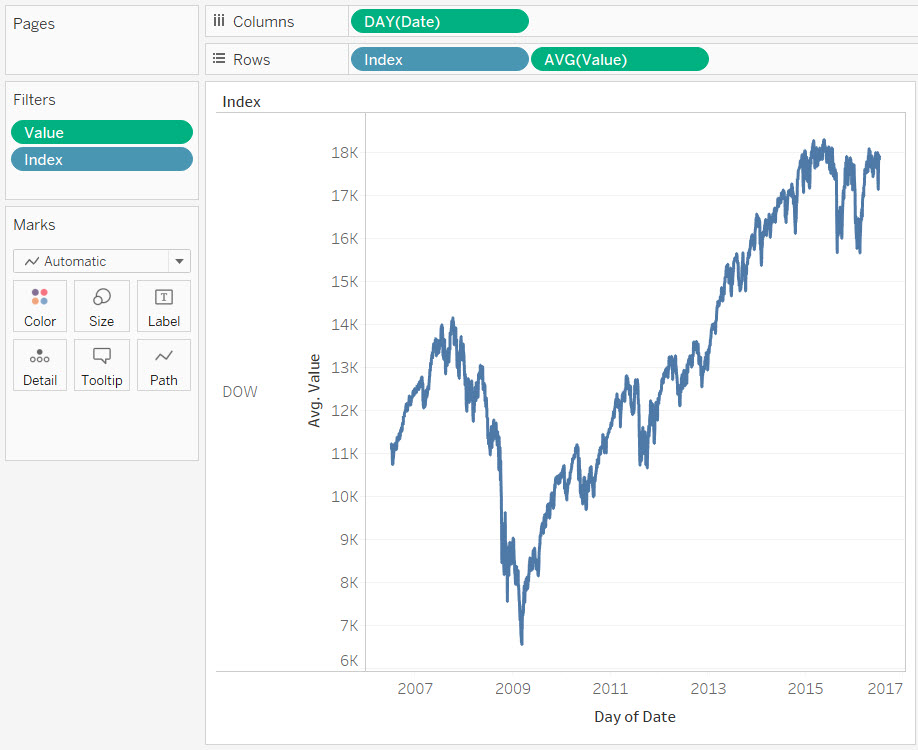 Pages
Columns DAY(Date)
Rows Index AVG(Value)
Filters
Value
Index
Marks
Automatic
Color Size Label
Detail Tooltip Path
Index
DOW
Avg. Value
18K
17K
16K
15K
14K
13K
12K
11K
10K
9K
8K
7K
6K
2007 2009 2011 2013 2015 2017
Day of Date